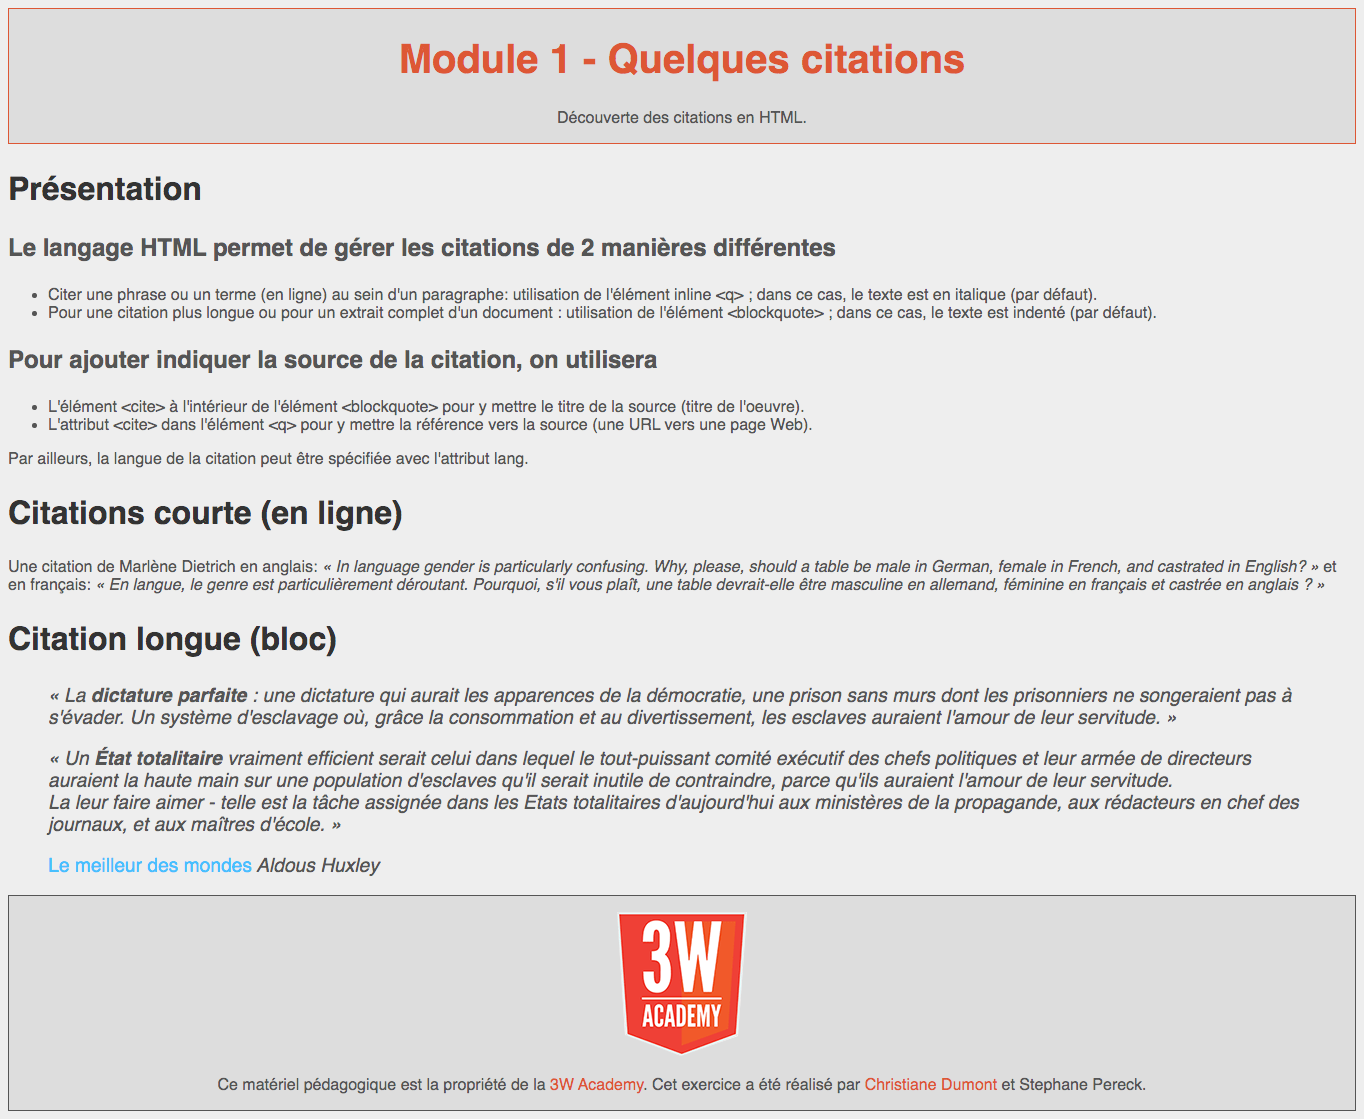 Module 1 - Quelques citations
Découverte des citations en HTML.
Présentation
Le langage HTML permet de gérer les citations de 2 manières différentes
• Citer une phrase ou un terme (en ligne) au sein d'un paragraphe: utilisation de l'élément inline <q> ; dans ce cas, le texte est en italique (par défaut).
• Pour une citation plus longue ou pour un extrait complet d'un document : utilisation de l'élément <blockquote> ; dans ce cas, le texte est indenté (par défaut).
Pour ajouter indiquer la source de la citation, on utilisera
• L'élément <cite> à l'intérieur de l'élément <blockquote> pour y mettre le titre de la source (titre de l'oeuvre).
• L'attribut <cite> dans l'élément <q> pour y mettre la référence vers la source (une URL vers une page Web).
Par ailleurs, la langue de la citation peut être spécifiée avec l'attribut lang.
Citations courte (en ligne)
Une citation de Marlène Dietrich en anglais: « In language gender is particularly confusing. Why, please, should a table be male in German, female in French, and castrated in English? » et
en français: « En langue, le genre est particulièrement déroutant. Pourquoi, s'il vous plaît, une table devrait-elle être masculine en allemand, féminine en français et castrée en anglais ? »
Citation longue (bloc)
« La dictature parfaite : une dictature qui aurait les apparences de la démocratie, une prison sans murs dont les prisonniers ne songeraient pas à
s'évader. Un système d'esclavage où, grâce la consommation et au divertissement, les esclaves auraient l'amour de leur servitude. »
« Un État totalitaire vraiment efficient serait celui dans lequel le tout-puissant comité exécutif des chefs politiques et leur armée de directeurs
auraient la haute main sur une population d'esclaves qu'il serait inutile de contraindre, parce qu'ils auraient l'amour de leur servitude.
La leur faire aimer - telle est la tâche assignée dans les Etats totalitaires d'aujourd'hui aux ministères de la propagande, aux rédacteurs en chef des
journaux, et aux maîtres d'école. »
Le meilleur des mondes Aldous Huxley
3W
ACADEMY
Ce matériel pédagogique est la propriété de la 3W Academy. Cet exercice a été réalisé par Christiane Dumont et Stephane Pereck.